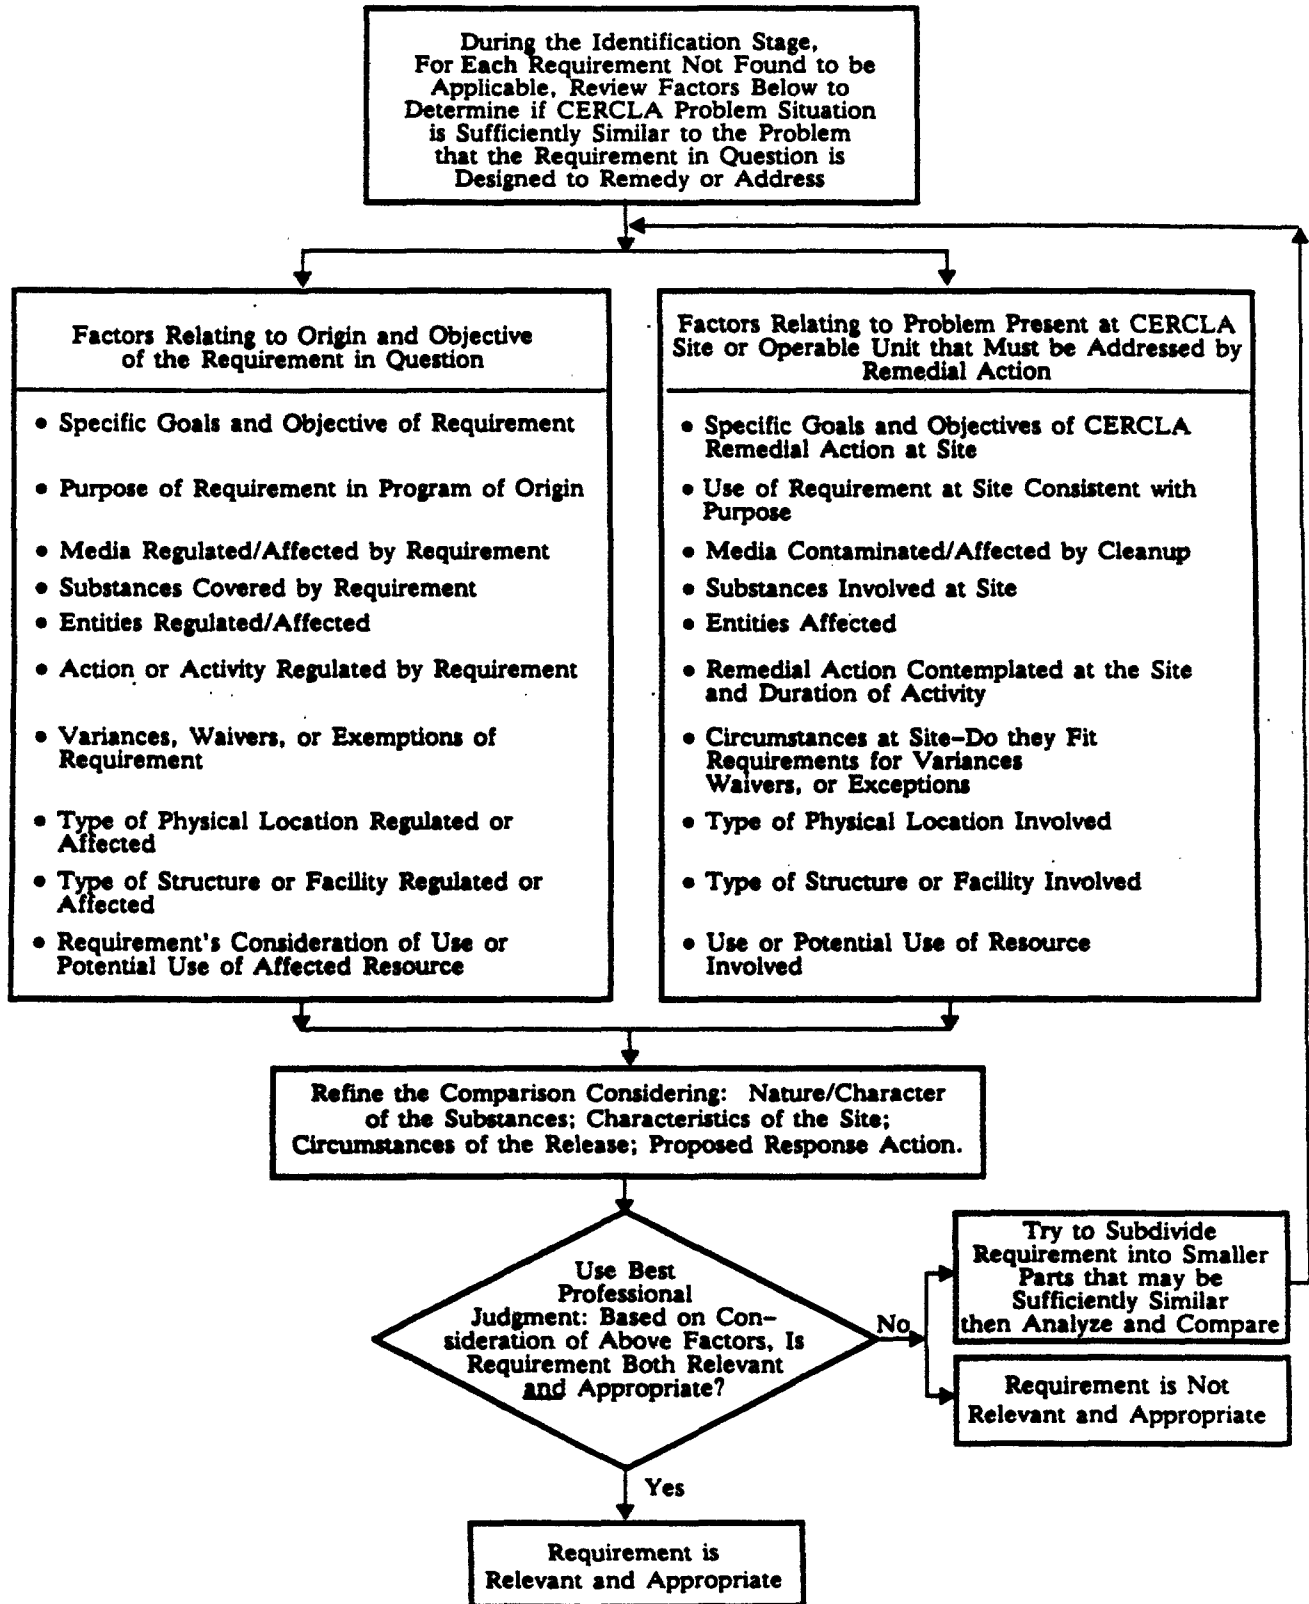 During the Identification Stage,
For Each Requirement Not Found to be
Applicable, Review Factors Below to
Determine if CERCLA Problem Situation
is Sufficiently Similar to the Problem
that the Requirement in Question is
Designed to Remedy or Address
Factors Relating to Origin and Objective
of the Requirement in Question
• Specific Goals and Objective of Requirement
• Purpose of Requirement in Program of Origin
• Media Regulated/Affected by Requirement
• Substances Covered by Requirement
• Entities Regulated/Affected
• Action or Activity Regulated by Requirement
• Variances, Waivers, or Exemptions of
Requirement
• Type of Physical Location Regulated or
Affected
• Type of Structure or Facility Regulated or
Affected
• Requirement's Consideration of Use or
Potential Use of Affected Resource
Factors Relating to Problem Present at CERCLA
Site or Operable Unit that Must be Addressed by
Remedial Action
• Specific Goals and Objectives of CERCLA
Remedial Action at Site
• Use of Requirement at Site Consistent with
Purpose
• Media Contaminated/Affected by Cleanup
• Substances Involved at Site
• Entities Affected
• Remedial Action Contemplated at the Site
and Duration of Activity
• Circumstances at Site-Do they Fit
Requirements for Variances
Waivers, or Exceptions
• Type of Physical Location Involved
• Type of Structure or Facility Involved
• Use or Potential Use of Resource
Involved
Refine the Comparison Considering: Nature/Character
of the Substances; Characteristics of the Site;
Circumstances of the Release; Proposed Response Action.
Use Best
Professional
Judgment: Based on Con-
sideration of Above Factors, Is
Requirement Both Relevant
and Appropriate?
No
Try to Subdivide
Requirement into Smaller
Parts that may be
Sufficiently Similar
then Analyze and Compare
Requirement is Not
Relevant and Appropriate
Yes
Requirement is
Relevant and Appropriate